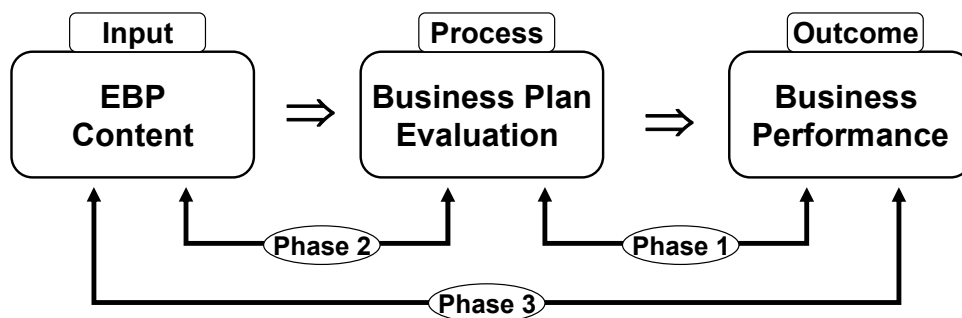 Input
Process
Outcome
EBP
Content
⇒
Business Plan
Evaluation
⇒
Business
Performance
Phase 2
Phase 1
Phase 3